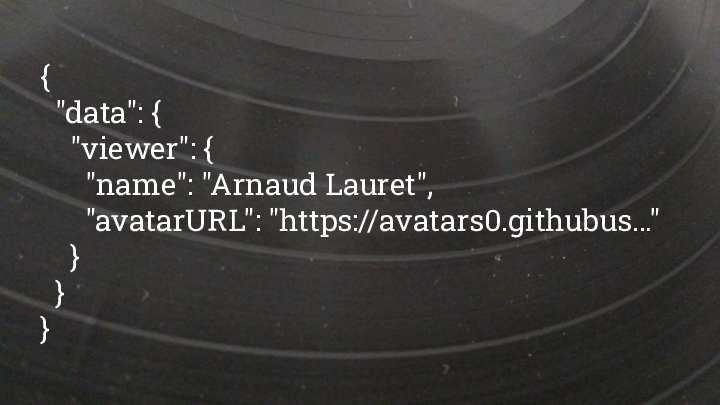 {
"data": {
"viewer": {
"name": "Arnaud Lauret",
"avatarURL": "https://avatars0.githubus..."
}
}
}